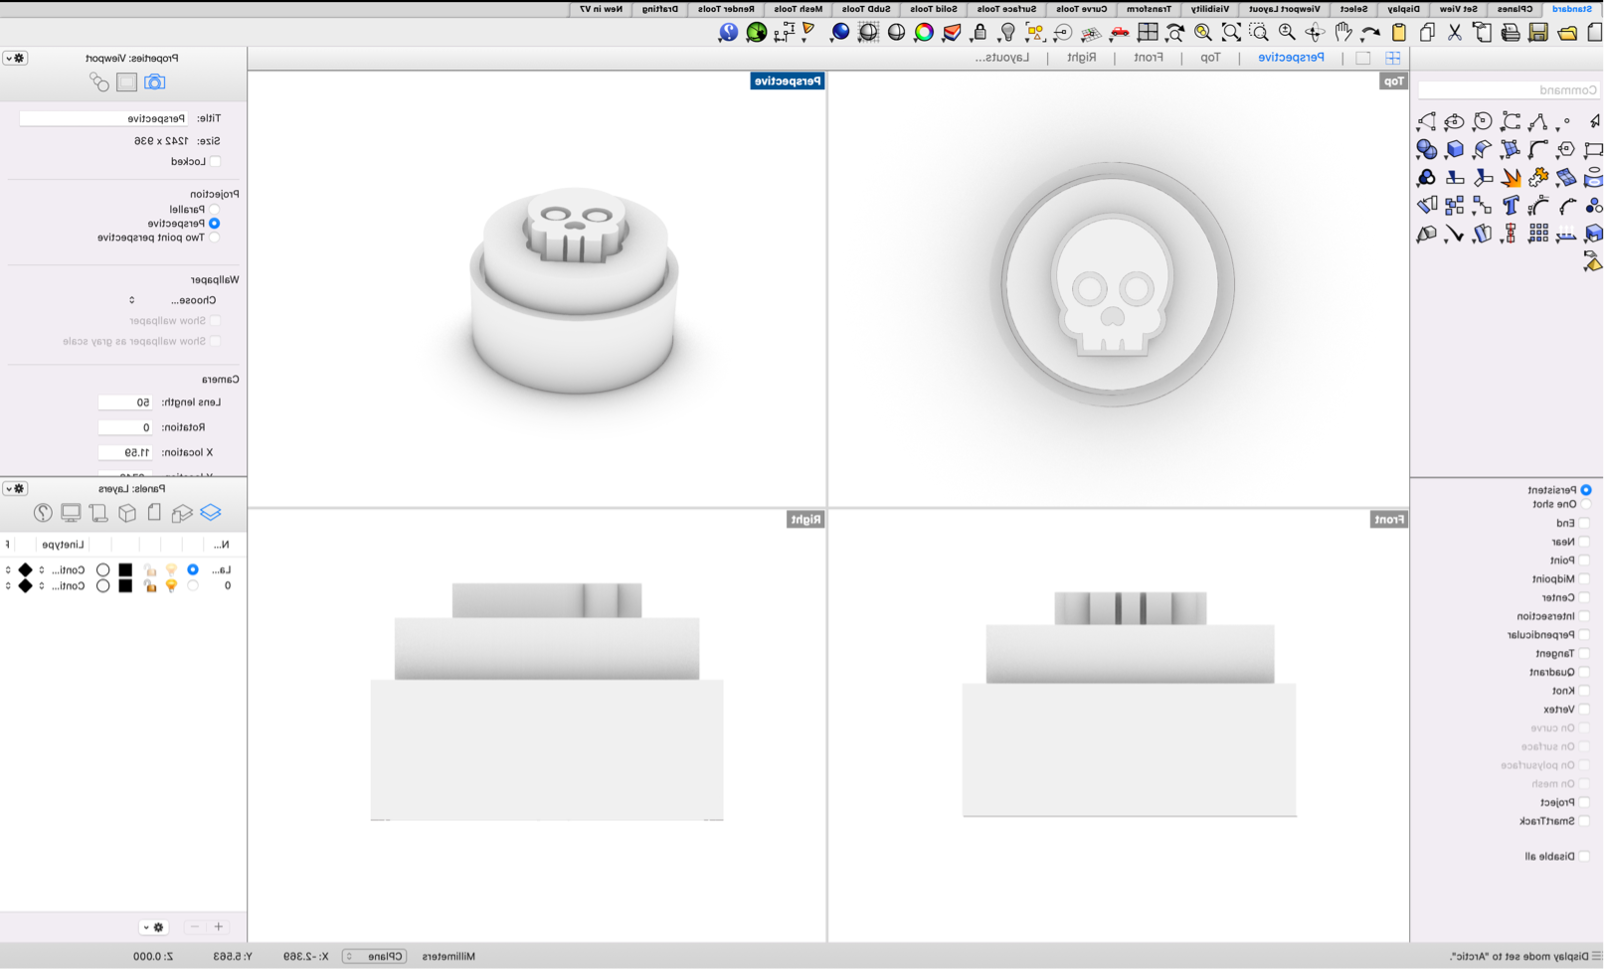 Standard CPlanes Set View Display Select Viewport Layout Visibility Transform Curve Tools Surface Tools Solid Tools SubD Tools Mesh Tools Render Tools Drafting New in V7
Perspective Top Front Right Layouts...
Command
Persistent
One shot
End
Near
Point
Midpoint
Center
Intersection
Perpendicular
Tangent
Quadrant
Knot
Vertex
On curve
On surface
On polysurface
On mesh
Project
SmartTrack
Disable all
Top
Perspective
Front
Right
Properties: Viewport
Title: Perspective
Size: 1242 x 936
Locked
Projection
Parallel
Perspective
Two point perspective
Wallpaper
Choose...
Show wallpaper
Show wallpaper as gray scale
Camera
Lens length: 50
Rotation: 0
X location: 11.59
Panels: Layers
N... Linetype
La... Conti...
0 Conti...
Display mode set to "Arctic".
Millimeters CPlane X: -2.369 Y: 5.563 Z: 0.000